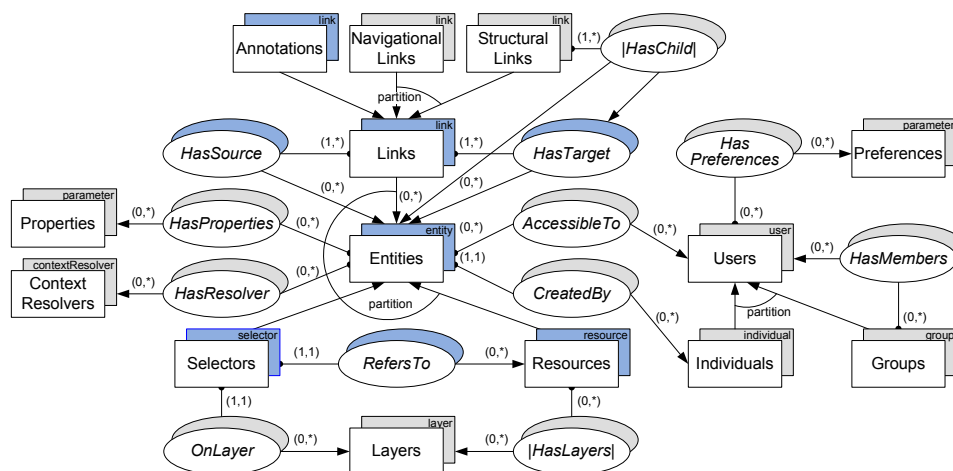 link
link
link
Annotations
Navigational
Links
Structural
Links
(1,*)
|HasChild|
partition
link
HasSource
(1,*)
Links
(1,*)
HasTarget
Has
Preferences
(0,*)
parameter
Preferences
(0,*)
(0,*)
(0,*)
parameter
Properties
(0,*)
HasProperties
(0,*)
entity
Entities
(0,*)
(1,1)
AccessibleTo
(0,*)
(0,*)
user
Users
(0,*)
HasMembers
contextResolver
Context
Resolvers
(0,*)
HasResolver
(0,*)
partition
CreatedBy
(0,*)
partition
(0,*)
selector
Selectors
(1,1)
RefersTo
(0,*)
resource
Resources
individual
Individuals
group
Groups
(1,1)
(0,*)
OnLayer
(0,*)
layer
Layers
(0,*)
|HasLayers|